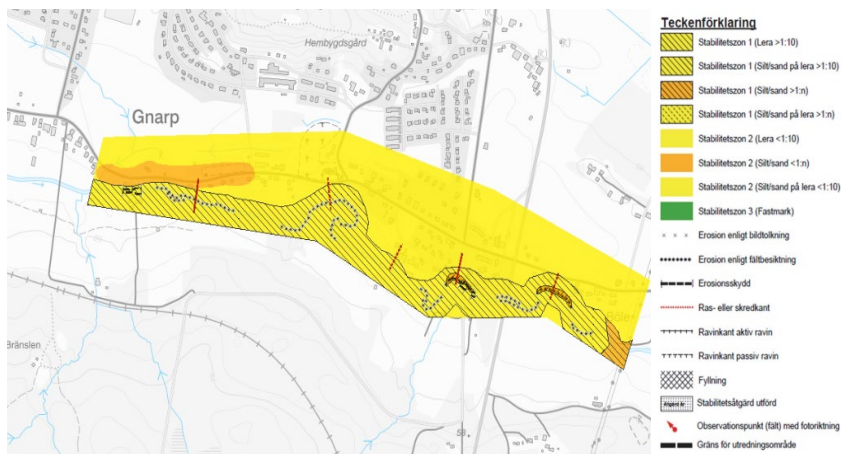 Hembygdsgård
Gnarp
Bränslen
Böle
58
Teckenförklaring
Stabilitetszon 1 (Lera >1:10)
Stabilitetszon 1 (Silt/sand på lera >1:10)
Stabilitetszon 1 (Silt/sand >1:n)
Stabilitetszon 1 (Silt/sand på lera >1:n)
Stabilitetszon 2 (Lera <1:10)
Stabilitetszon 2 (Silt/sand <1:n)
Stabilitetszon 2 (Silt/sand på lera <1:10)
Stabilitetszon 3 (Fastmark)
Erosion enligt bildtolkning
Erosion enligt fältbesiktning
Erosionsskydd
Ras- eller skredkant
Ravinkant aktiv ravin
Ravinkant passiv ravin
Fyllning
Åtgärd år
Stabilitetsåtgärd utförd
Observationspunkt (fält) med fotoriktning
Gräns för utredningsområde